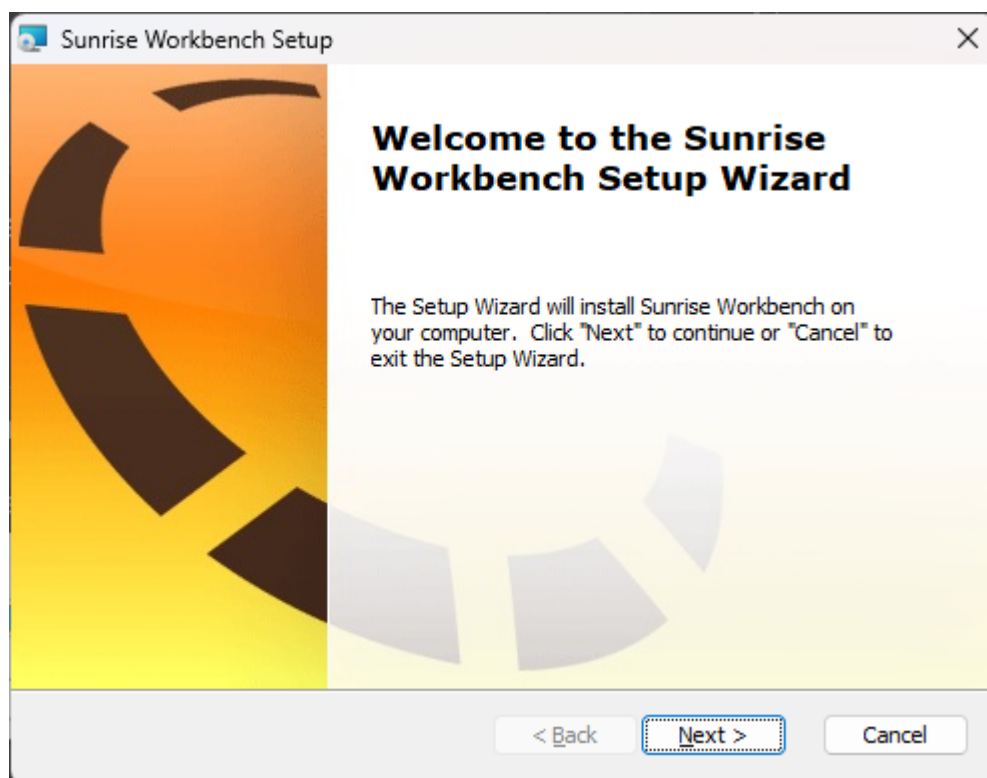 Sunrise Workbench Setup
Welcome to the Sunrise
Workbench Setup Wizard
The Setup Wizard will install Sunrise Workbench on
your computer.  Click "Next" to continue or "Cancel" to
exit the Setup Wizard.
< Back
Next >
Cancel